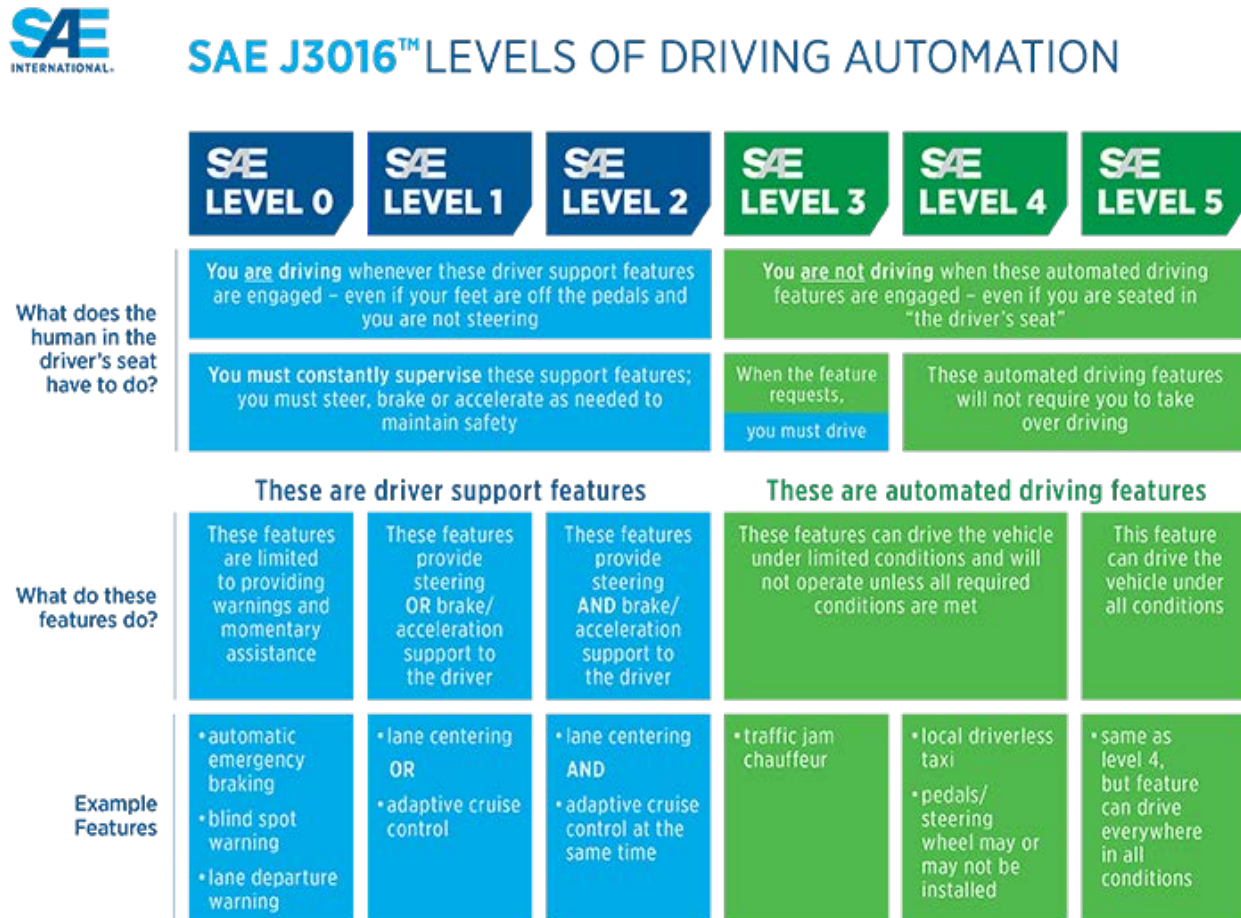 SAE
INTERNATIONAL®
SAE J3016™ LEVELS OF DRIVING AUTOMATION
SAE
LEVEL 0
SAE
LEVEL 1
SAE
LEVEL 2
SAE
LEVEL 3
SAE
LEVEL 4
SAE
LEVEL 5
What does the
human in the
driver's seat
have to do?
You are driving whenever these driver support features
are engaged – even if your feet are off the pedals and
you are not steering
You are not driving when these automated driving
features are engaged – even if you are seated in
"the driver's seat"
You must constantly supervise these support features;
you must steer, brake or accelerate as needed to
maintain safety
When the feature
requests,
you must drive
These automated driving features
will not require you to take
over driving
These are driver support features
These are automated driving features
What do these
features do?
These features
are limited
to providing
warnings and
momentary
assistance
These features
provide
steering
OR brake/
acceleration
support to
the driver
These features
provide
steering
AND brake/
acceleration
support to
the driver
These features can drive the vehicle
under limited conditions and will
not operate unless all required
conditions are met
This feature
can drive the
vehicle under
all conditions
Example
Features
•automatic
emergency
braking
•blind spot
warning
•lane departure
warning
•lane centering
OR
•adaptive cruise
control
•lane centering
AND
•adaptive cruise
control at the
same time
•traffic jam
chauffeur
•local driverless
taxi
•pedals/
steering
wheel may or
may not be
installed
•same as
level 4,
but feature
can drive
everywhere
in all
conditions